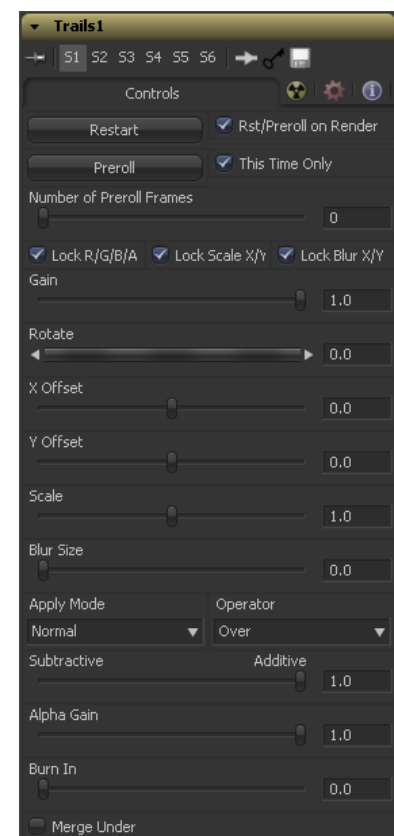 Trails1
S1 S2 S3 S4 S5 S6
Controls
Restart Rst/Preroll on Render
Preroll This Time Only
Number of Preroll Frames
0
Lock R/G/B/A Lock Scale X/Y Lock Blur X/Y
Gain
1.0
Rotate
0.0
X Offset
0.0
Y Offset
0.0
Scale
1.0
Blur Size
0.0
Apply Mode Operator
Normal Over
Subtractive Additive
1.0
Alpha Gain
1.0
Burn In
0.0
Merge Under